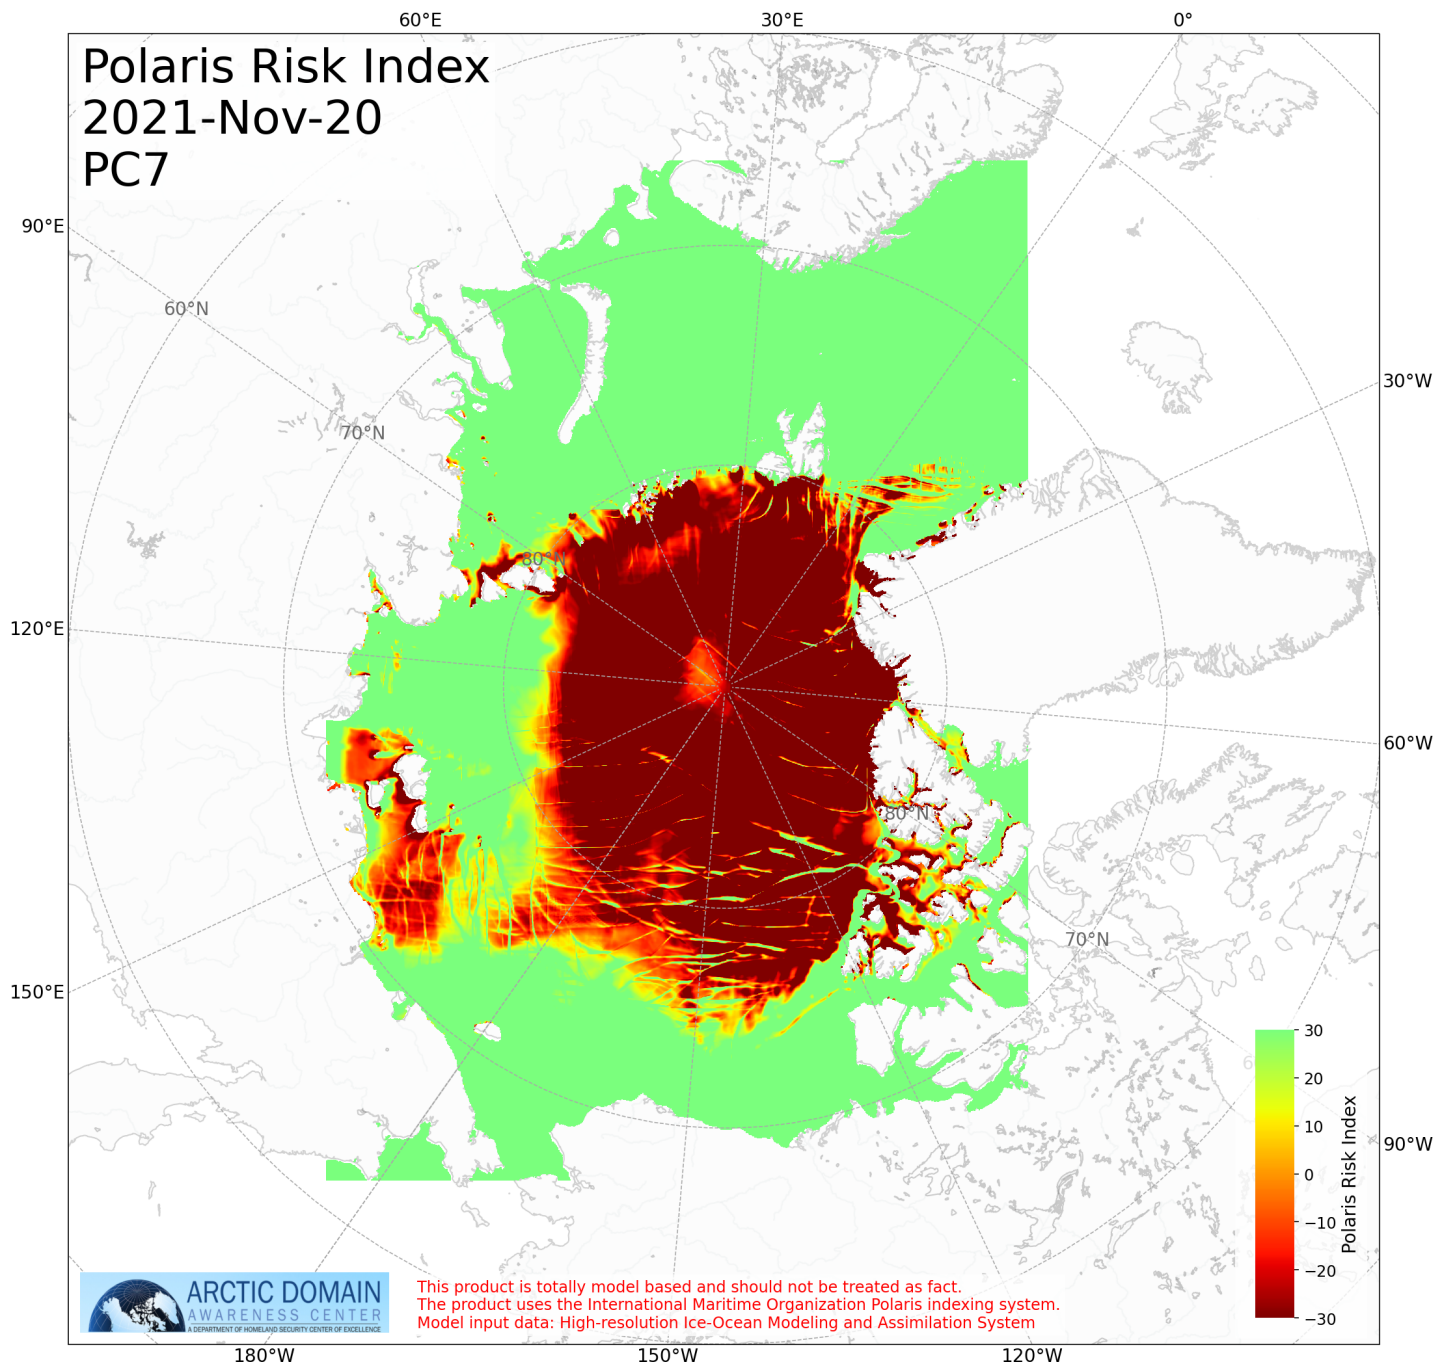 60°E
30°E
0°
Polaris Risk Index
2021-Nov-20
PC7
90°E
60°N
30°W
70°N
80°N
120°E
60°W
80°N
70°N
150°E
30
20
10
0
−10
−20
−30
Polaris Risk Index
90°W
ARCTIC DOMAIN
AWARENESS CENTER
A DEPARTMENT OF HOMELAND SECURITY CENTER OF EXCELLENCE
This product is totally model based and should not be treated as fact.
The product uses the International Maritime Organization Polaris indexing system.
Model input data: High-resolution Ice-Ocean Modeling and Assimilation System
180°W
150°W
120°W